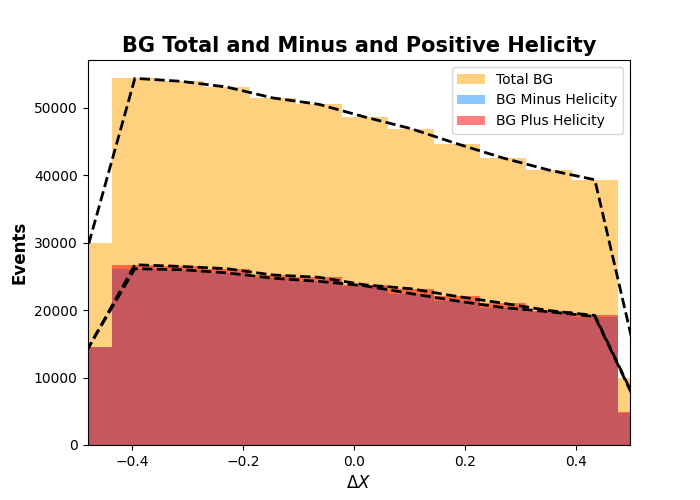 BG Total and Minus and Positive Helicity
Total BG
BG Minus Helicity
BG Plus Helicity
Events
50000
40000
30000
20000
10000
0
−0.4
−0.2
0.0
0.2
0.4
ΔX